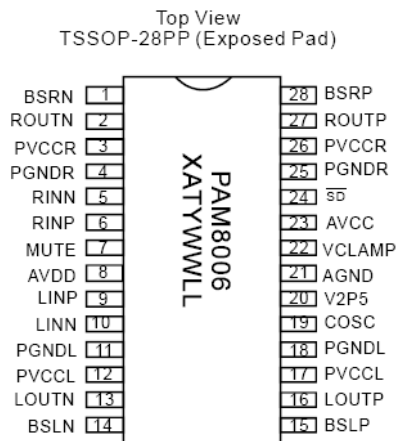 Top View
TSSOP-28PP (Exposed Pad)
BSRN 1 28 BSRP
ROUTN 2 27 ROUTP
PVCCR 3 26 PVCCR
PGNDR 4 25 PGNDR
RINN 5 24 SD
RINP 6 23 AVCC
MUTE 7 22 VCLAMP
AVDD 8 21 AGND
LINP 9 20 V2P5
LINN 10 19 COSC
PGNDL 11 18 PGNDL
PVCCL 12 17 PVCCL
LOUTN 13 16 LOUTP
BSLN 14 15 BSLP
PAM8006
XATYWWLL